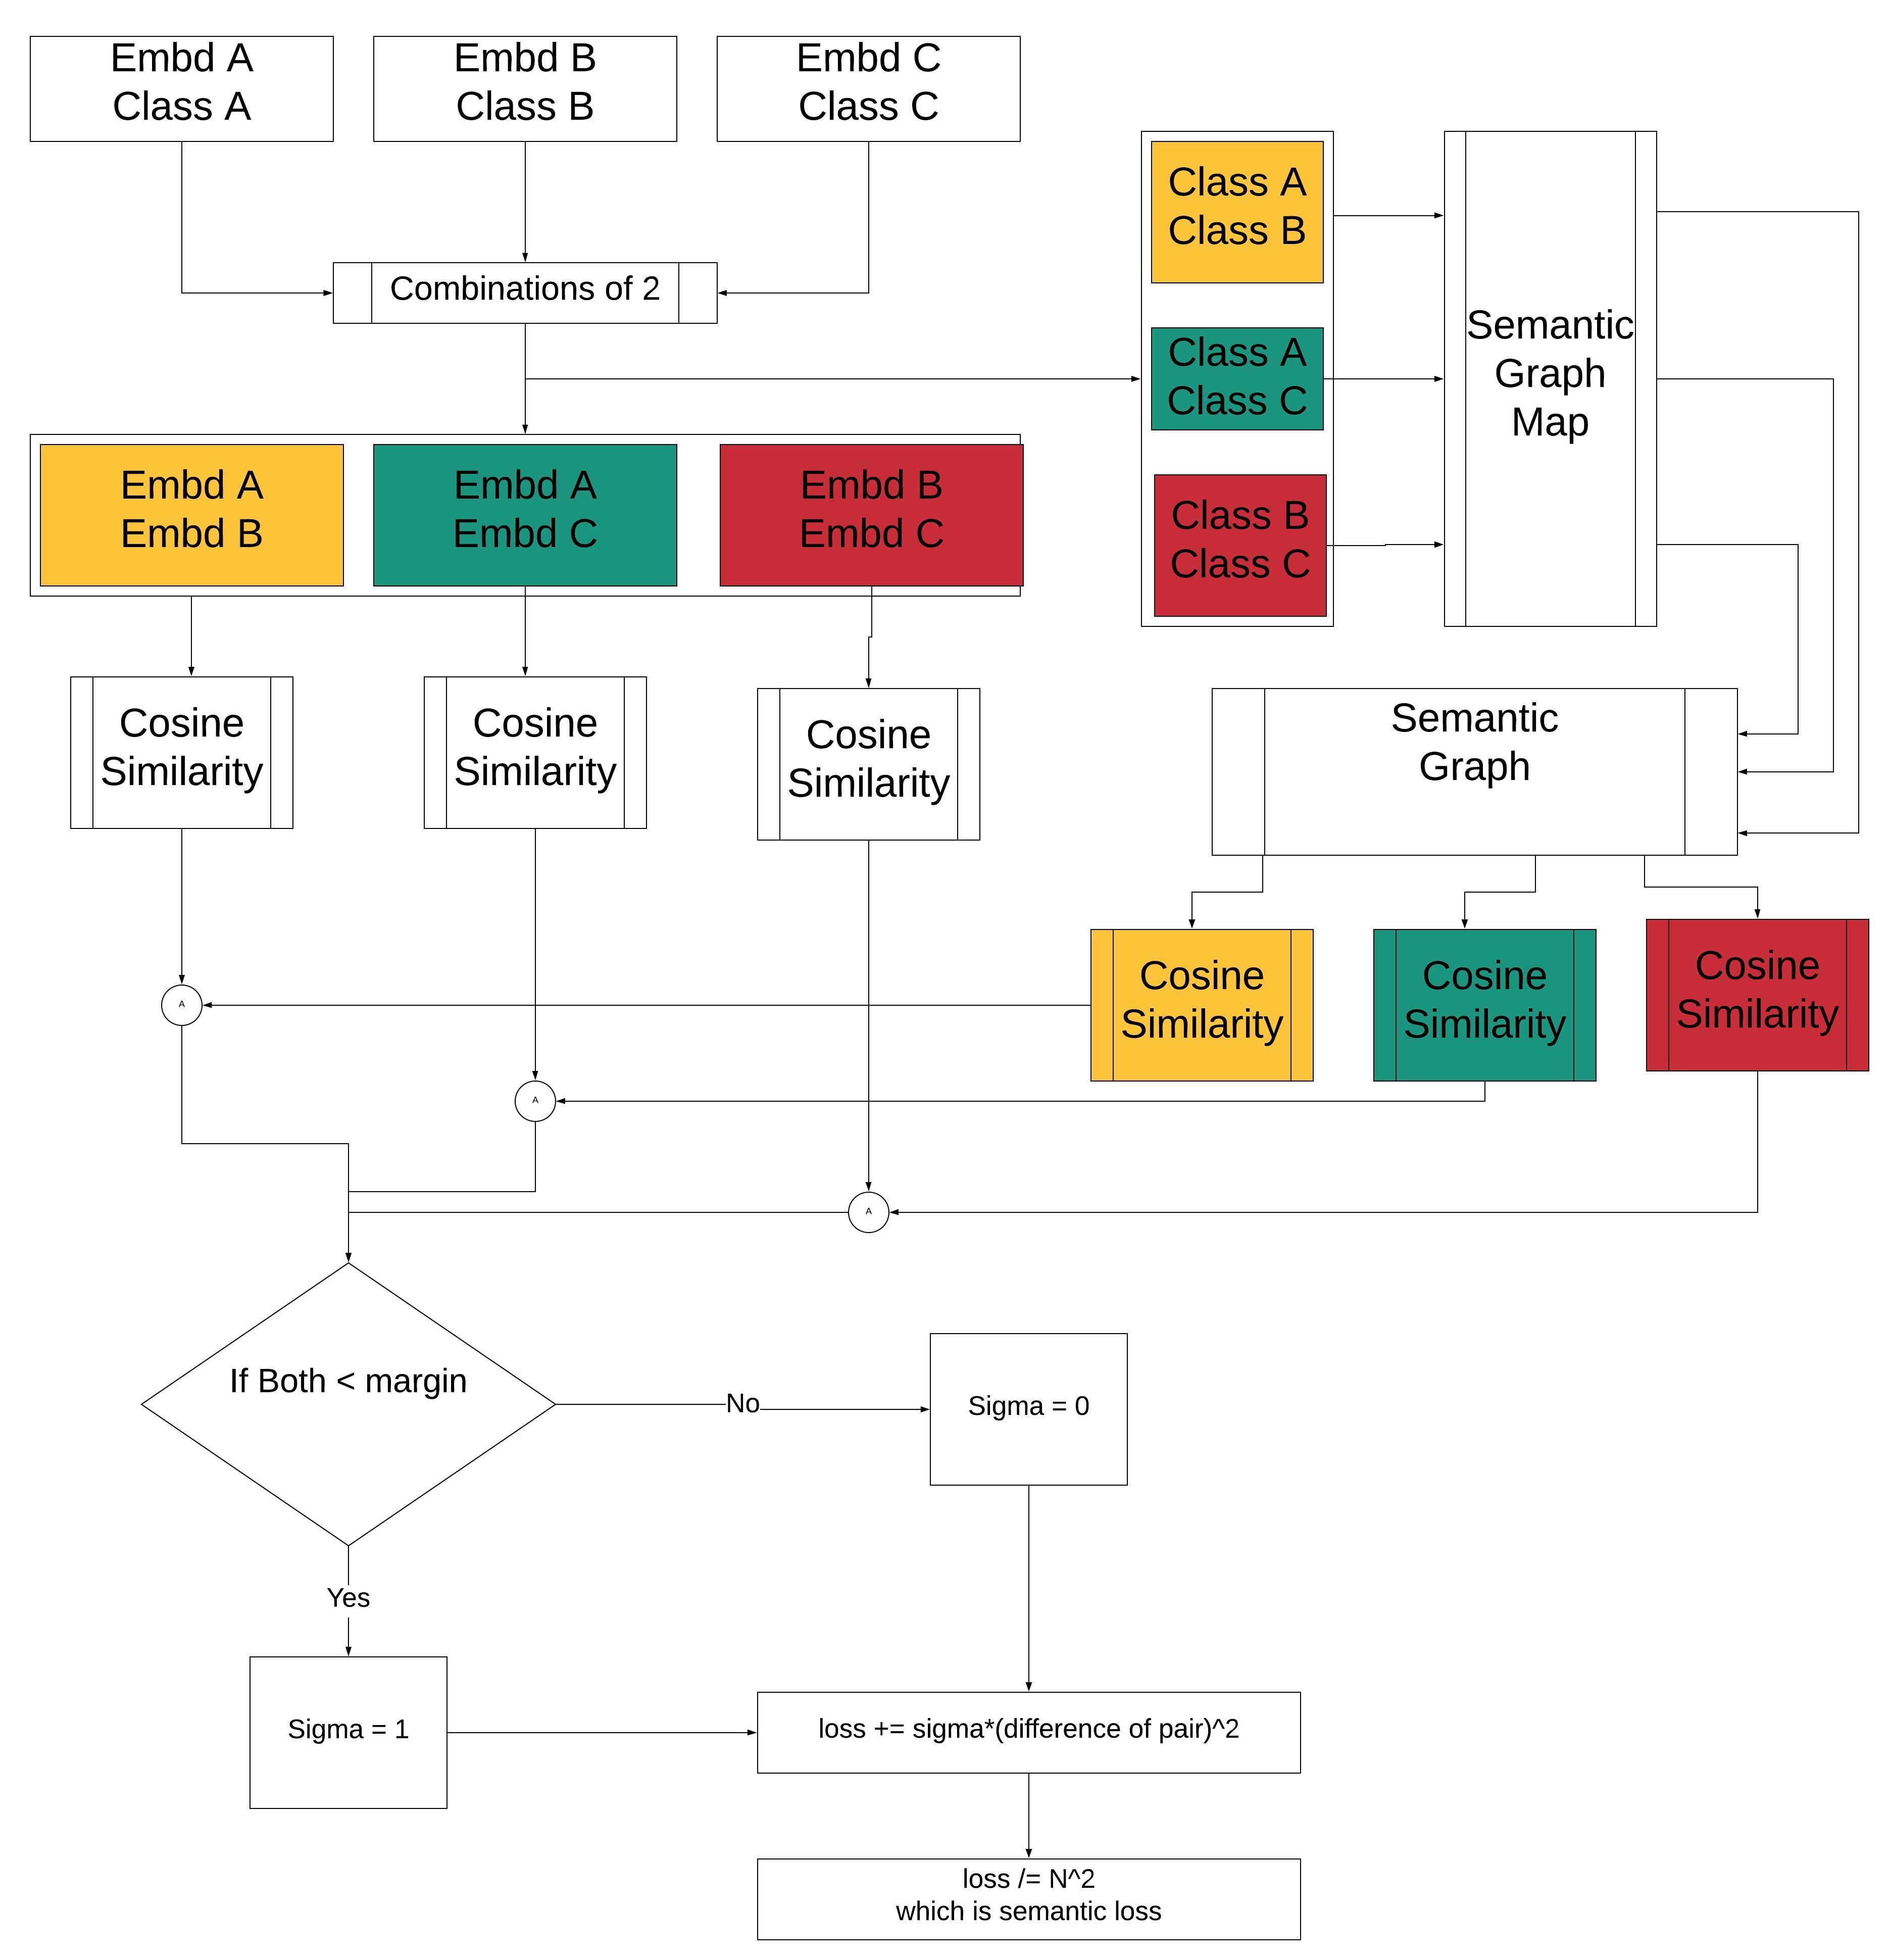 Embd A
Class A
Embd B
Class B
Embd C
Class C
Combinations of 2
Class A
Class B
Class A
Class C
Class B
Class C
Semantic
Graph
Map
Embd A
Embd B
Embd A
Embd C
Embd B
Embd C
Cosine
Similarity
Cosine
Similarity
Cosine
Similarity
Semantic
Graph
Cosine
Similarity
Cosine
Similarity
Cosine
Similarity
A
A
A
If Both < margin
No
Sigma = 0
Yes
Sigma = 1
loss += sigma*(difference of pair)^2
loss /= N^2
which is semantic loss